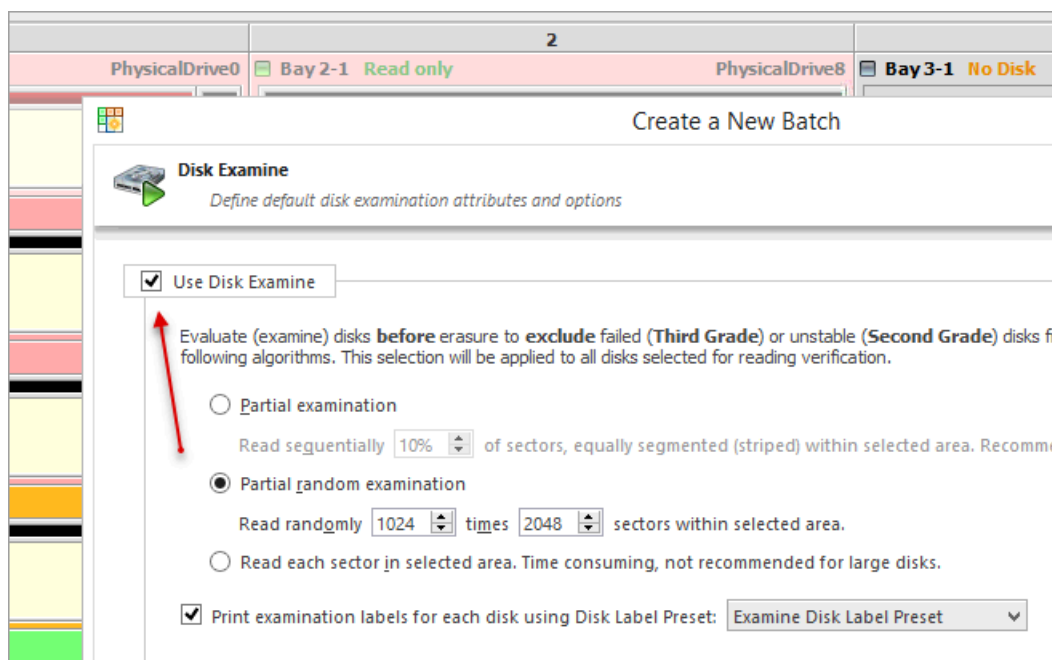 2
PhysicalDrive0 Bay 2-1 Read only PhysicalDrive8 Bay 3-1 No Disk
Create a New Batch
Disk Examine
Define default disk examination attributes and options
Use Disk Examine
Evaluate (examine) disks before erasure to exclude failed (Third Grade) or unstable (Second Grade) disks
following algorithms. This selection will be applied to all disks selected for reading verification.
Partial examination
Read sequentially 10% of sectors, equally segmented (striped) within selected area.
Partial random examination
Read randomly 1024 times 2048 sectors within selected area.
Read each sector in selected area. Time consuming, not recommended for large disks.
Print examination labels for each disk using Disk Label Preset: Examine Disk Label Preset